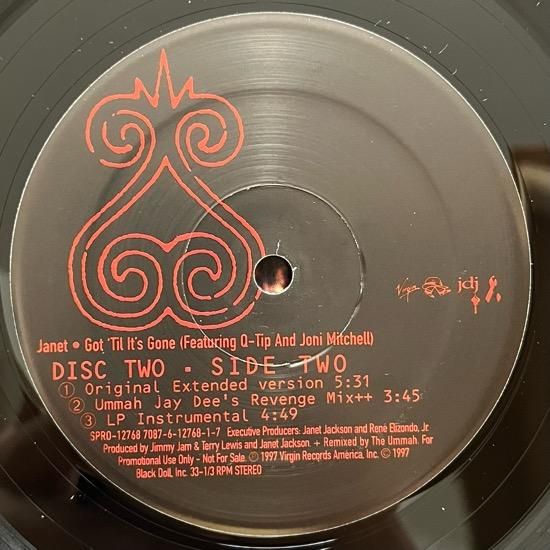 Virgin jdj
Janet • Got 'Til It's Gone (Featuring Q-Tip And Joni Mitchell)
DISC TWO - SIDE TWO
① Original Extended version 5:31
② Ummah Jay Dee's Revenge Mix++ 3:45
③ LP Instrumental 4:49
SPRO-12768 7087-6-12768-1-7 Executive Producers: Janet Jackson and René Elizondo, Jr.
Produced by Jimmy Jam & Terry Lewis and Janet Jackson. + Remixed by The Ummah. For
Promotional Use Only - Not For Sale. ℗ 1997 Virgin Records America, Inc. © 1997
Black Doll, Inc. 33-1/3 RPM STEREO